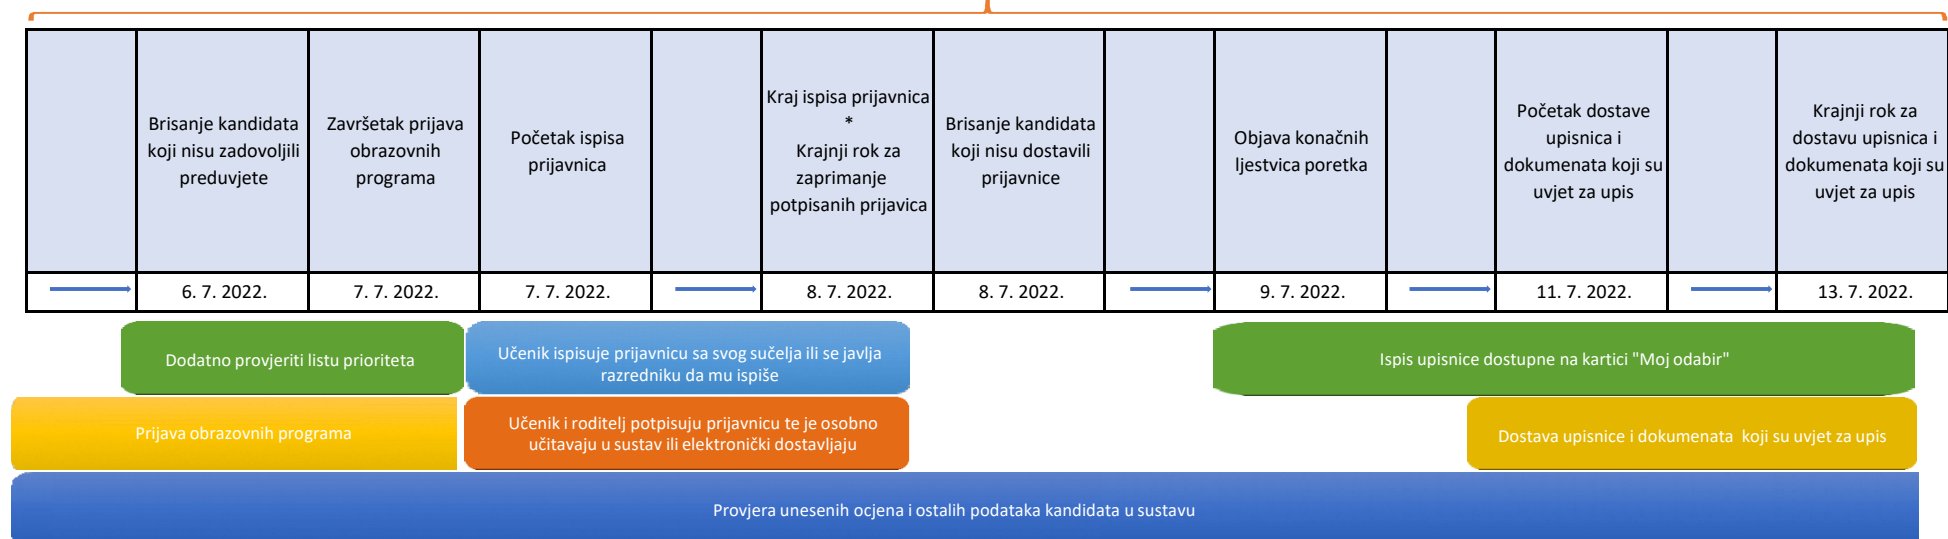 Brisanje kandidata
koji nisu zadovoljili
preduvjete
Završetak prijava
obrazovnih
programa
Početak ispisa
prijavnica
Kraj ispisa prijavnica
*
Krajnji rok za
zaprimanje
potpisanih prijavica
Brisanje kandidata
koji nisu dostavili
prijavnice
Objava konačnih
ljestvica poretka
Početak dostave
upisnica i
dokumenata koji su
uvjet za upis
Krajnji rok za
dostavu upisnica i
dokumenata koji su
uvjet za upis
6. 7. 2022.
7. 7. 2022.
7. 7. 2022.
8. 7. 2022.
8. 7. 2022.
9. 7. 2022.
11. 7. 2022.
13. 7. 2022.
Dodatno provjeriti listu prioriteta
Učenik ispisuje prijavnicu sa svog sučelja ili se javlja
razredniku da mu ispiše
Ispis upisnice dostupne na kartici "Moj odabir"
Prijava obrazovnih programa
Učenik i roditelj potpisuju prijavnicu te je osobno
učitavaju u sustav ili elektronički dostavljaju
Dostava upisnice i dokumenata koji su uvjet za upis
Provjera unesenih ocjena i ostalih podataka kandidata u sustavu